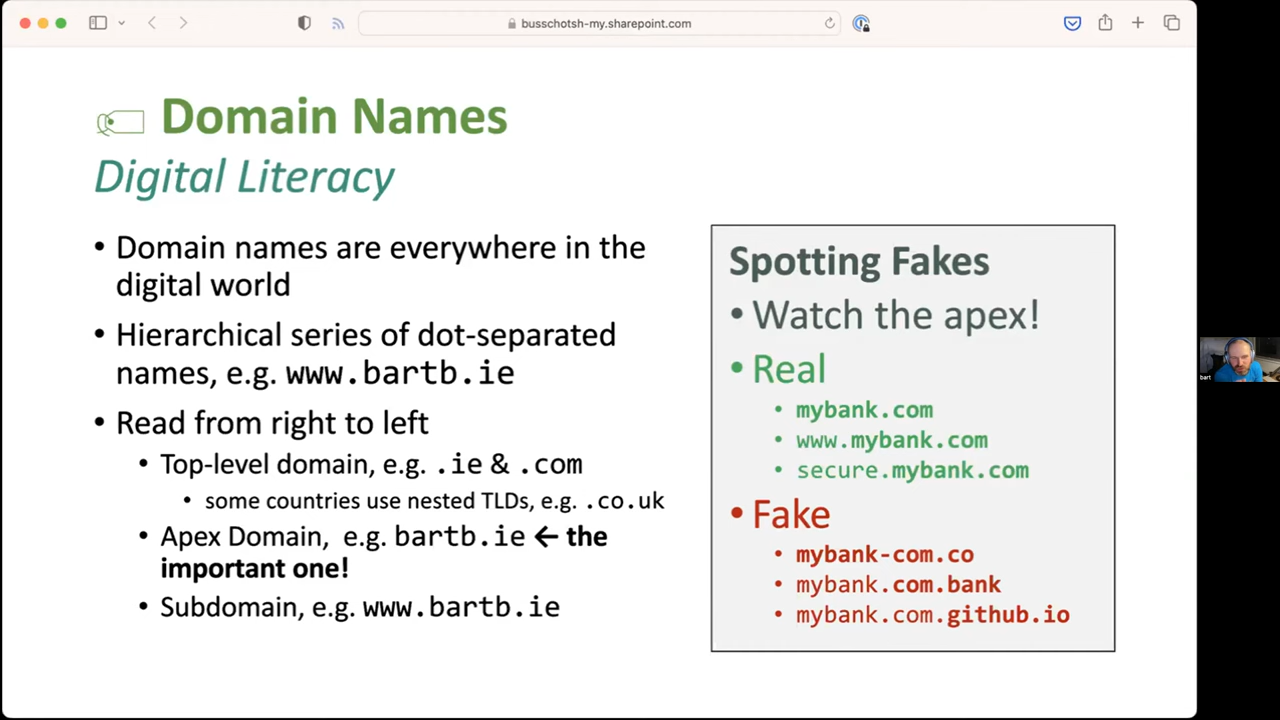 busschotsh-my.sharepoint.com
Domain Names
Digital Literacy
• Domain names are everywhere in the
digital world
• Hierarchical series of dot-separated
names, e.g. www.bartb.ie
• Read from right to left
• Top-level domain, e.g. .ie & .com
• some countries use nested TLDs, e.g. .co.uk
• Apex Domain, e.g. bartb.ie ← the
important one!
• Subdomain, e.g. www.bartb.ie
Spotting Fakes
• Watch the apex!
• Real
• mybank.com
• www.mybank.com
• secure.mybank.com
• Fake
• mybank-com.co
• mybank.com.bank
• mybank.com.github.io
bart